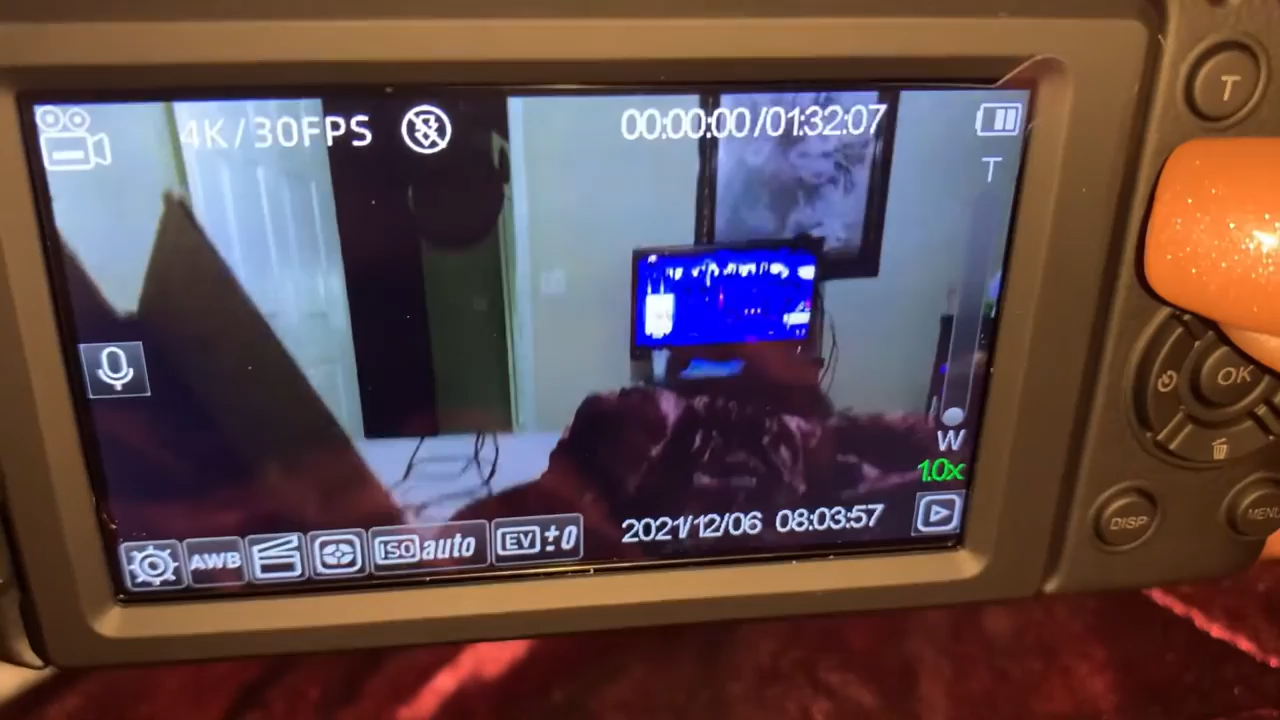 4K/30FPS
00:00:00/01:32:07
T
T
OK
W
1.0x
2021/12/06 08:03:57
AWB
ISO auto
EV ±0
DISP
MENU